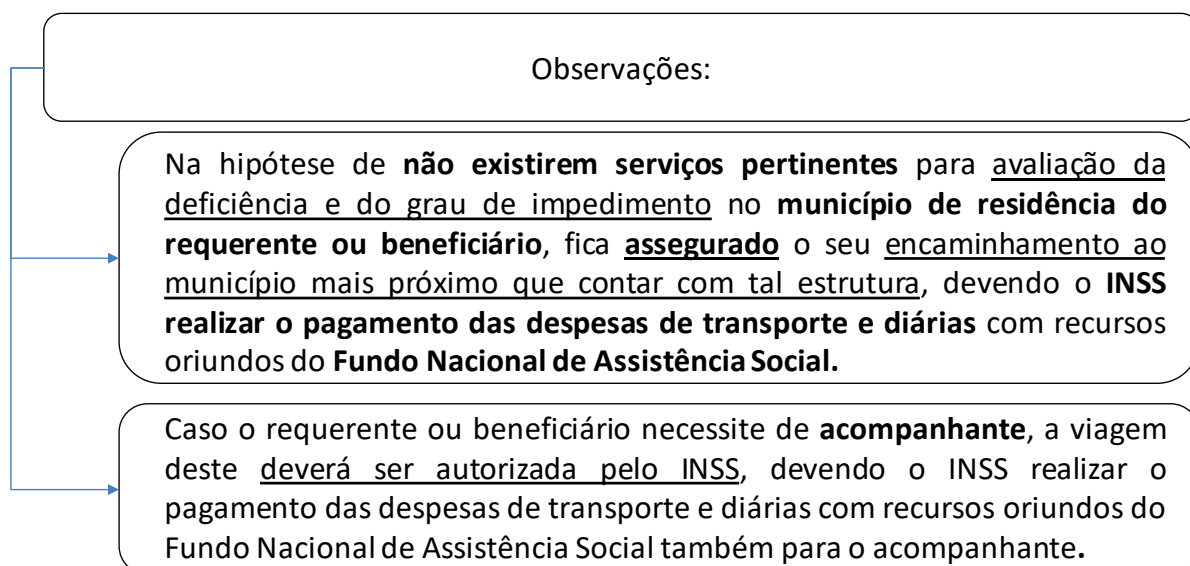 Observações:
Na hipótese de não existirem serviços pertinentes para avaliação da
deficiência e do grau de impedimento no município de residência do
requerente ou beneficiário, fica assegurado o seu encaminhamento ao
município mais próximo que contar com tal estrutura, devendo o INSS
realizar o pagamento das despesas de transporte e diárias com recursos
oriundos do Fundo Nacional de Assistência Social.
Caso o requerente ou beneficiário necessite de acompanhante, a viagem
deste deverá ser autorizada pelo INSS, devendo o INSS realizar o
pagamento das despesas de transporte e diárias com recursos oriundos do
Fundo Nacional de Assistência Social também para o acompanhante.